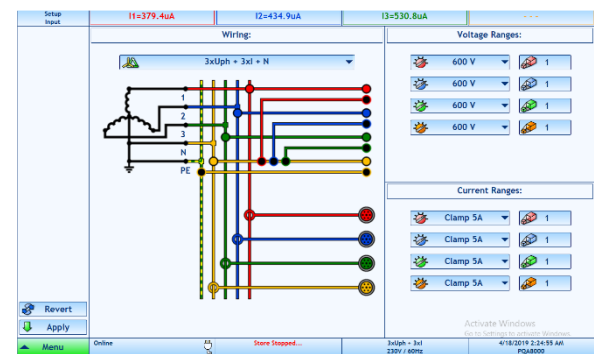 Setup
Input
I1=379.4uA
I2=434.9uA
I3=530.8uA
---
Wiring:
3xUph + 3xI + N
1
2
3
N
PE
Voltage Ranges:
600 V 1
600 V 1
600 V 1
600 V 1
Current Ranges:
Clamp 5A 1
Clamp 5A 1
Clamp 5A 1
Clamp 5A 1
Revert
Apply
Activate Windows
Go to Settings to activate Windows.
Menu
Online
Store Stopped...
3xUph + 3xI
230V / 60Hz
4/18/2019 2:24:55 AM
PQA8000